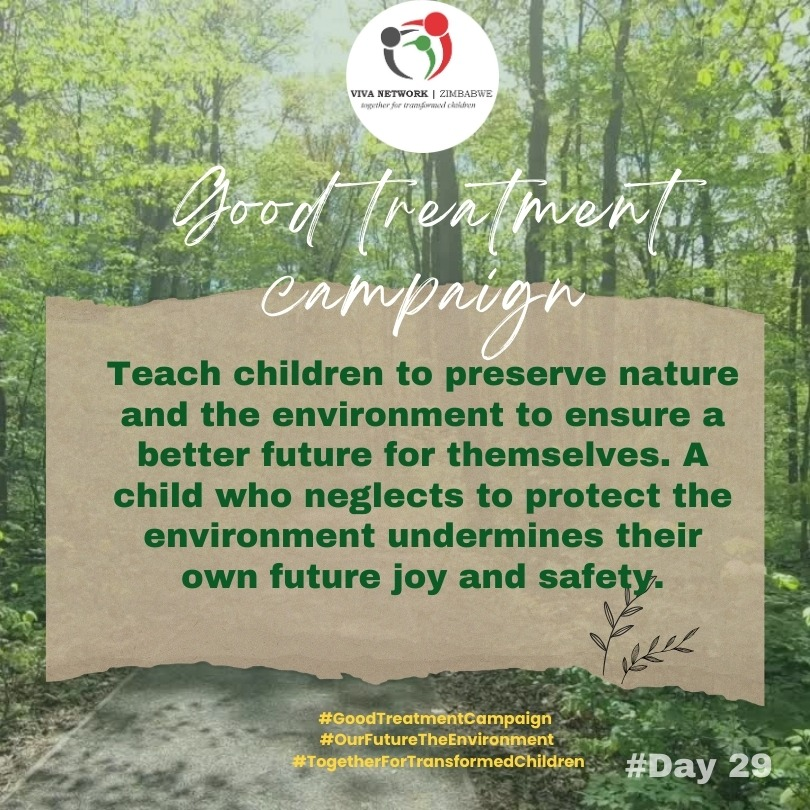 VIVA NETWORK | ZIMBABWE
together for transformed children
Good treatment
campaign
Teach children to preserve nature
and the environment to ensure a
better future for themselves. A
child who neglects to protect the
environment undermines their
own future joy and safety.
#GoodTreatmentCampaign
#OurFutureTheEnvironment
#TogetherForTransformedChildren
#Day 29